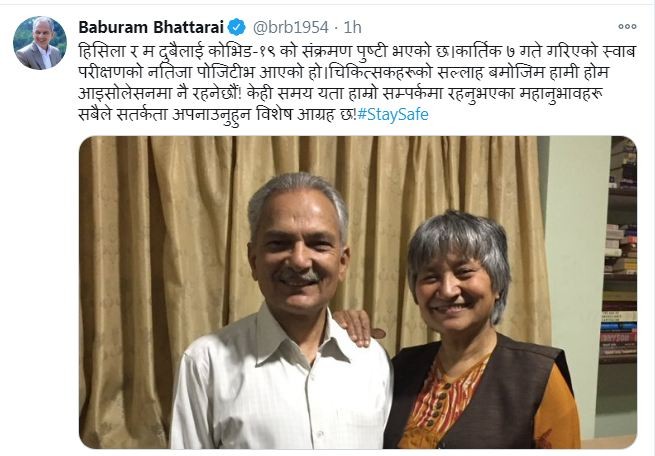 Baburam Bhattarai @brb1954 · 1h
हिसिला र म दुबैलाई कोभिड-१९ को संक्रमण पुष्टी भएको छ।कार्तिक ७ गते गरिएको स्वाब
परीक्षणको नतिजा पोजिटीभ आएको हो।चिकित्सकहरूको सल्लाह बमोजिम हामी होम
आइसोलेसनमा नै रहनेछौं! केही समय यता हाम्रो सम्पर्कमा रहनुभएका महानुभावहरू
सबैले सतर्कता अपनाउनुहुन विशेष आग्रह छ!#StaySafe